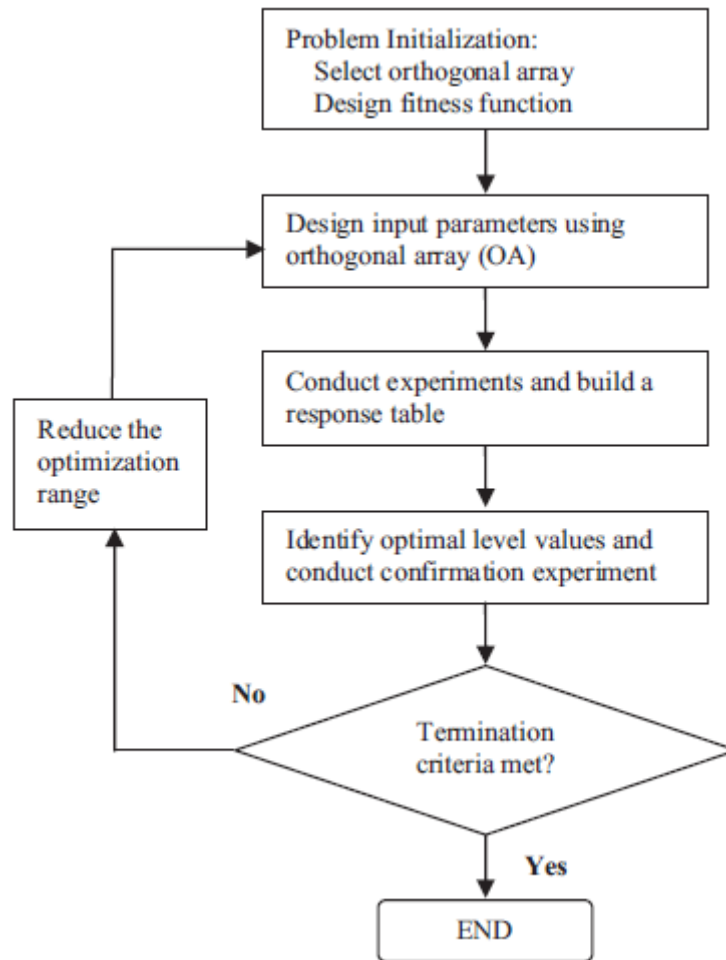 Problem Initialization:
Select orthogonal array
Design fitness function
Design input parameters using
orthogonal array (OA)
Conduct experiments and build a
response table
Reduce the
optimization
range
Identify optimal level values and
conduct confirmation experiment
No
Termination
criteria met?
Yes
END